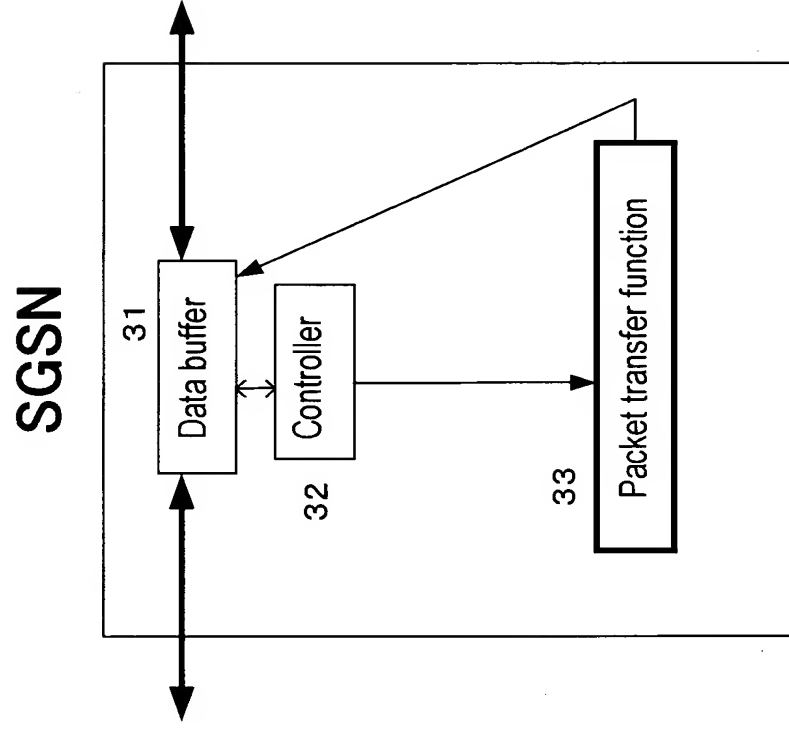 SGSN
31
Data buffer
Controller
32
33
Packet transfer function